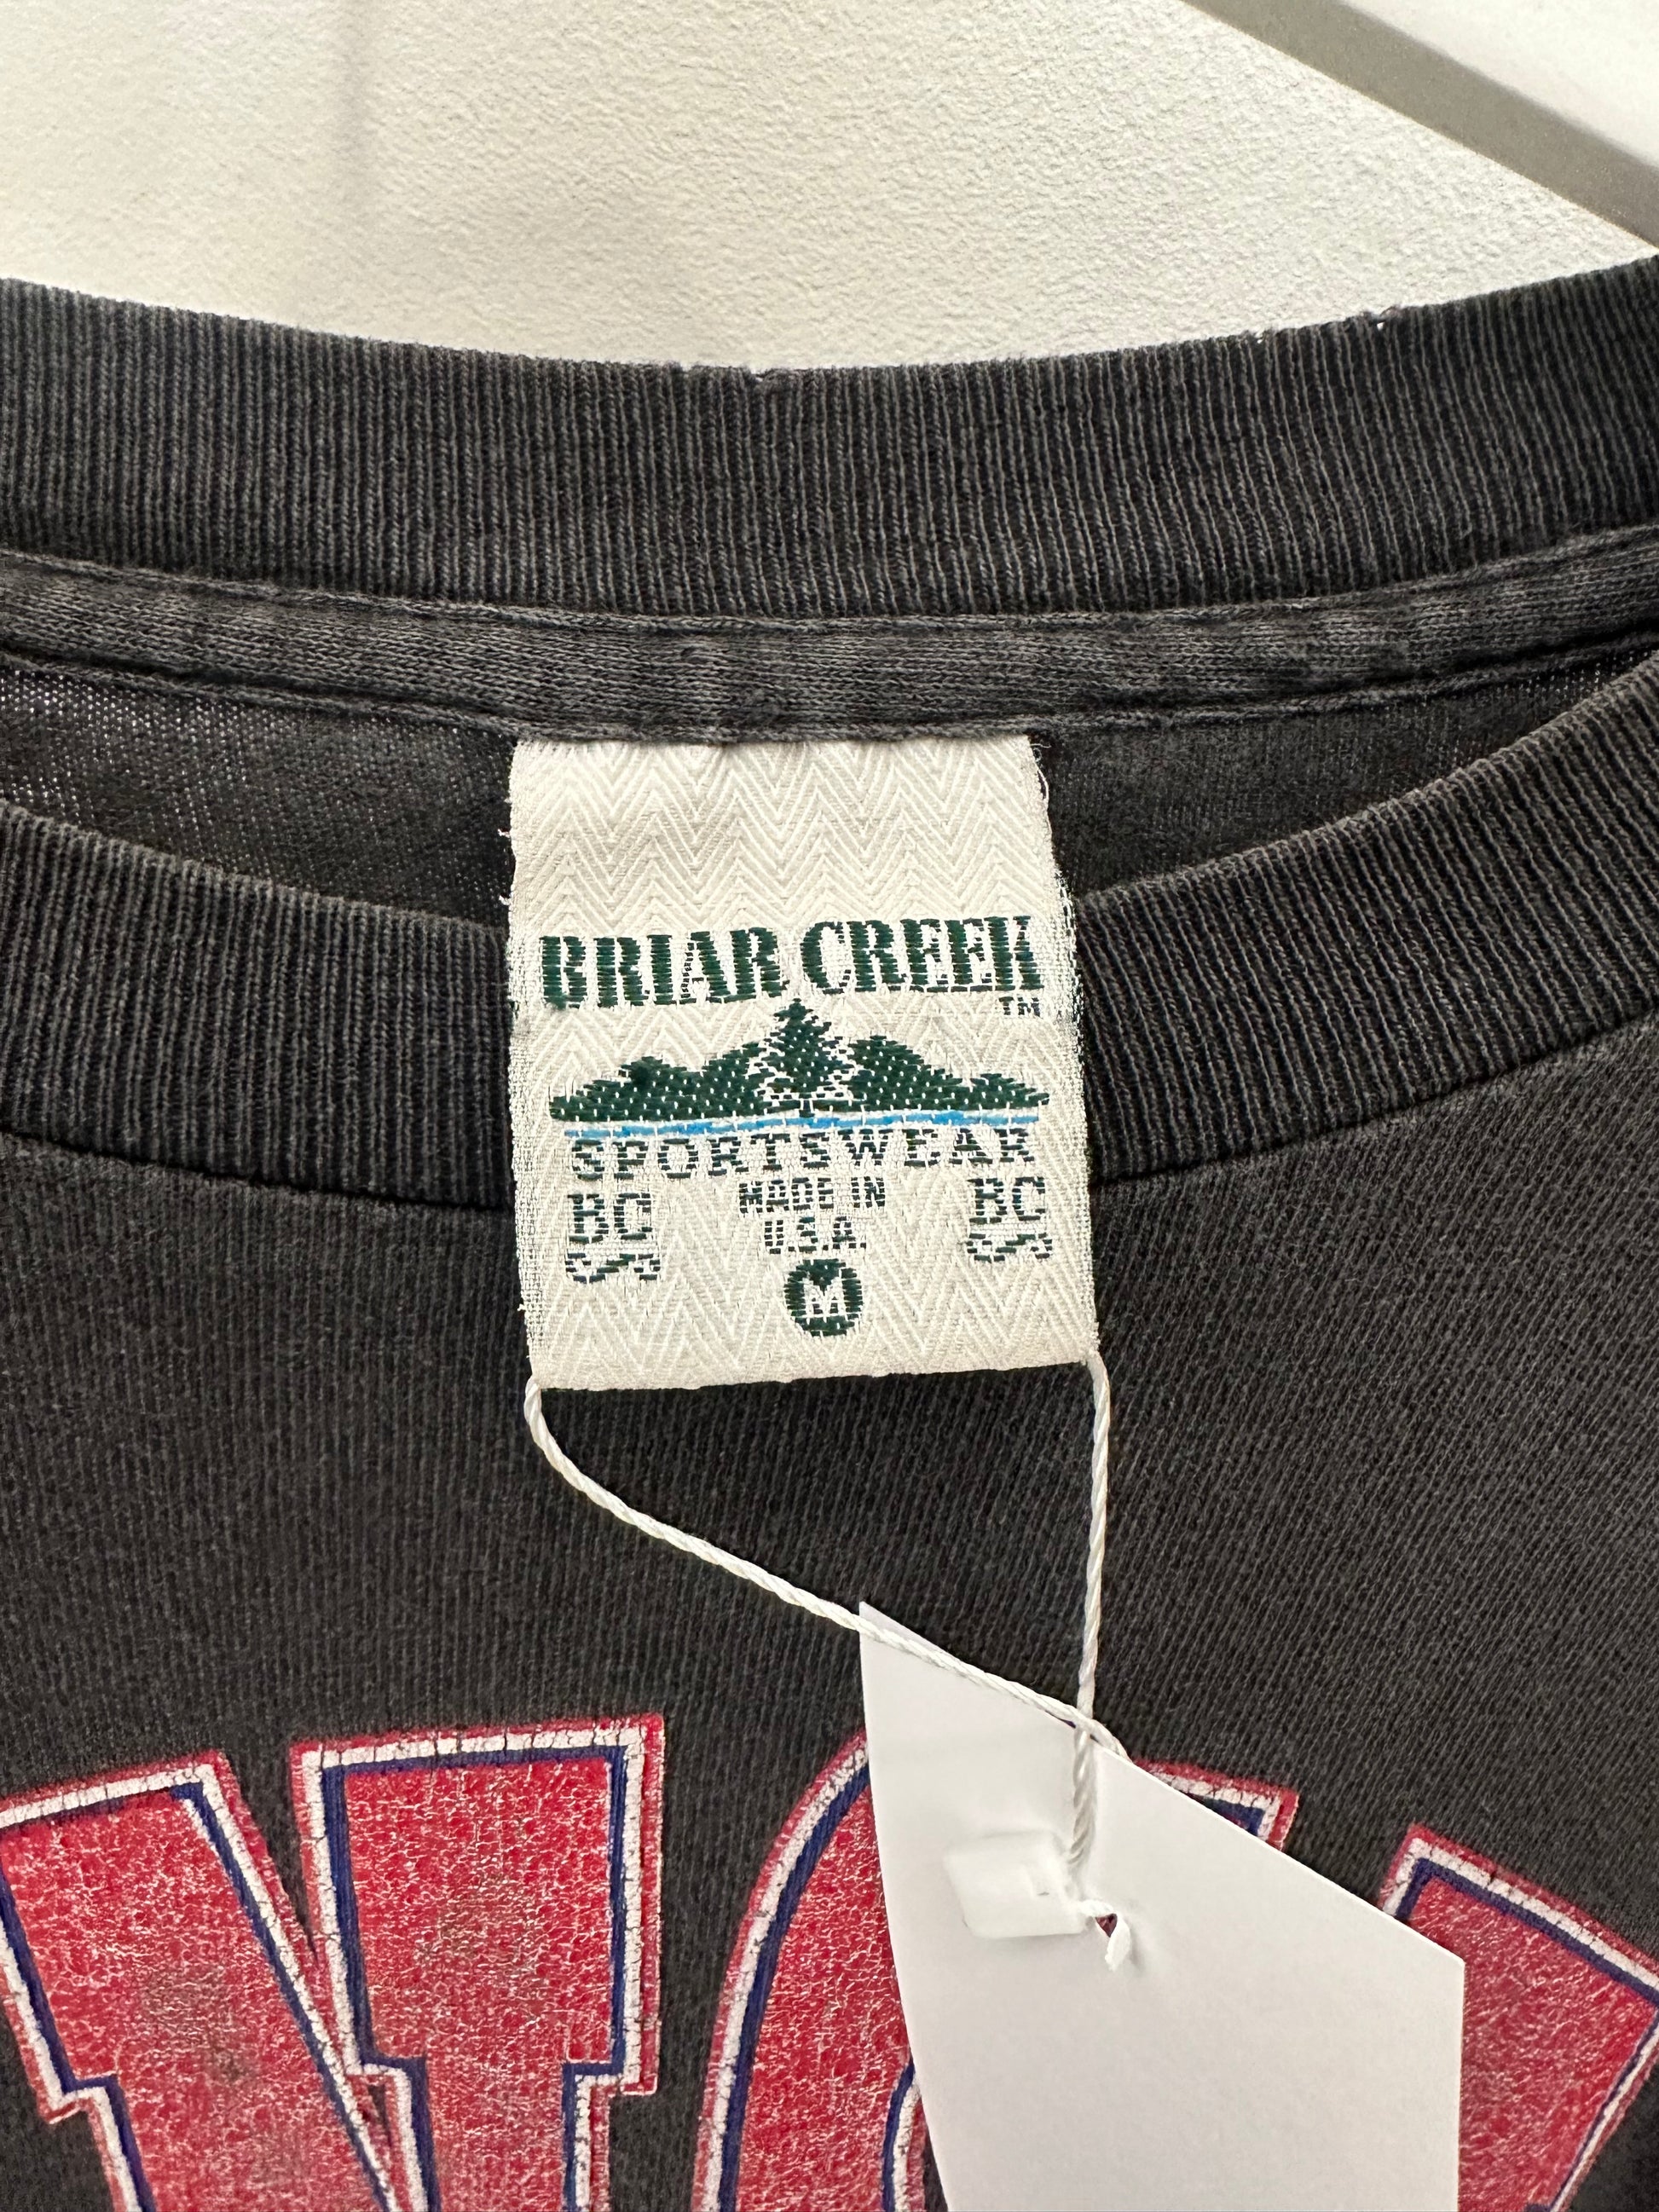 BRIAR CREEK
TM
SPORTSWEAR
BC MADE IN BC
U.S.A.
M
N